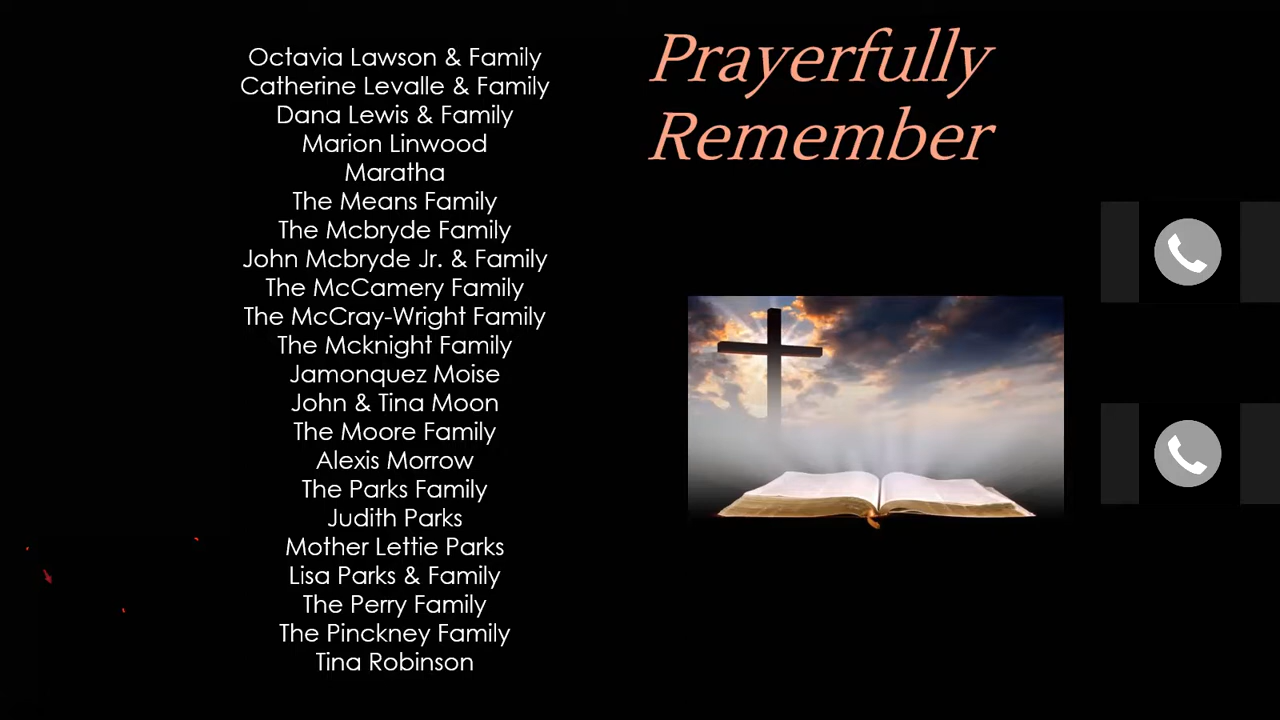 Octavia Lawson & Family
Catherine Levalle & Family
Dana Lewis & Family
Marion Linwood
Maratha
The Means Family
The Mcbryde Family
John Mcbryde Jr. & Family
The McCamery Family
The McCray-Wright Family
The Mcknight Family
Jamonquez Moise
John & Tina Moon
The Moore Family
Alexis Morrow
The Parks Family
Judith Parks
Mother Lettie Parks
Lisa Parks & Family
The Perry Family
The Pinckney Family
Tina Robinson
Prayerfully
Remember